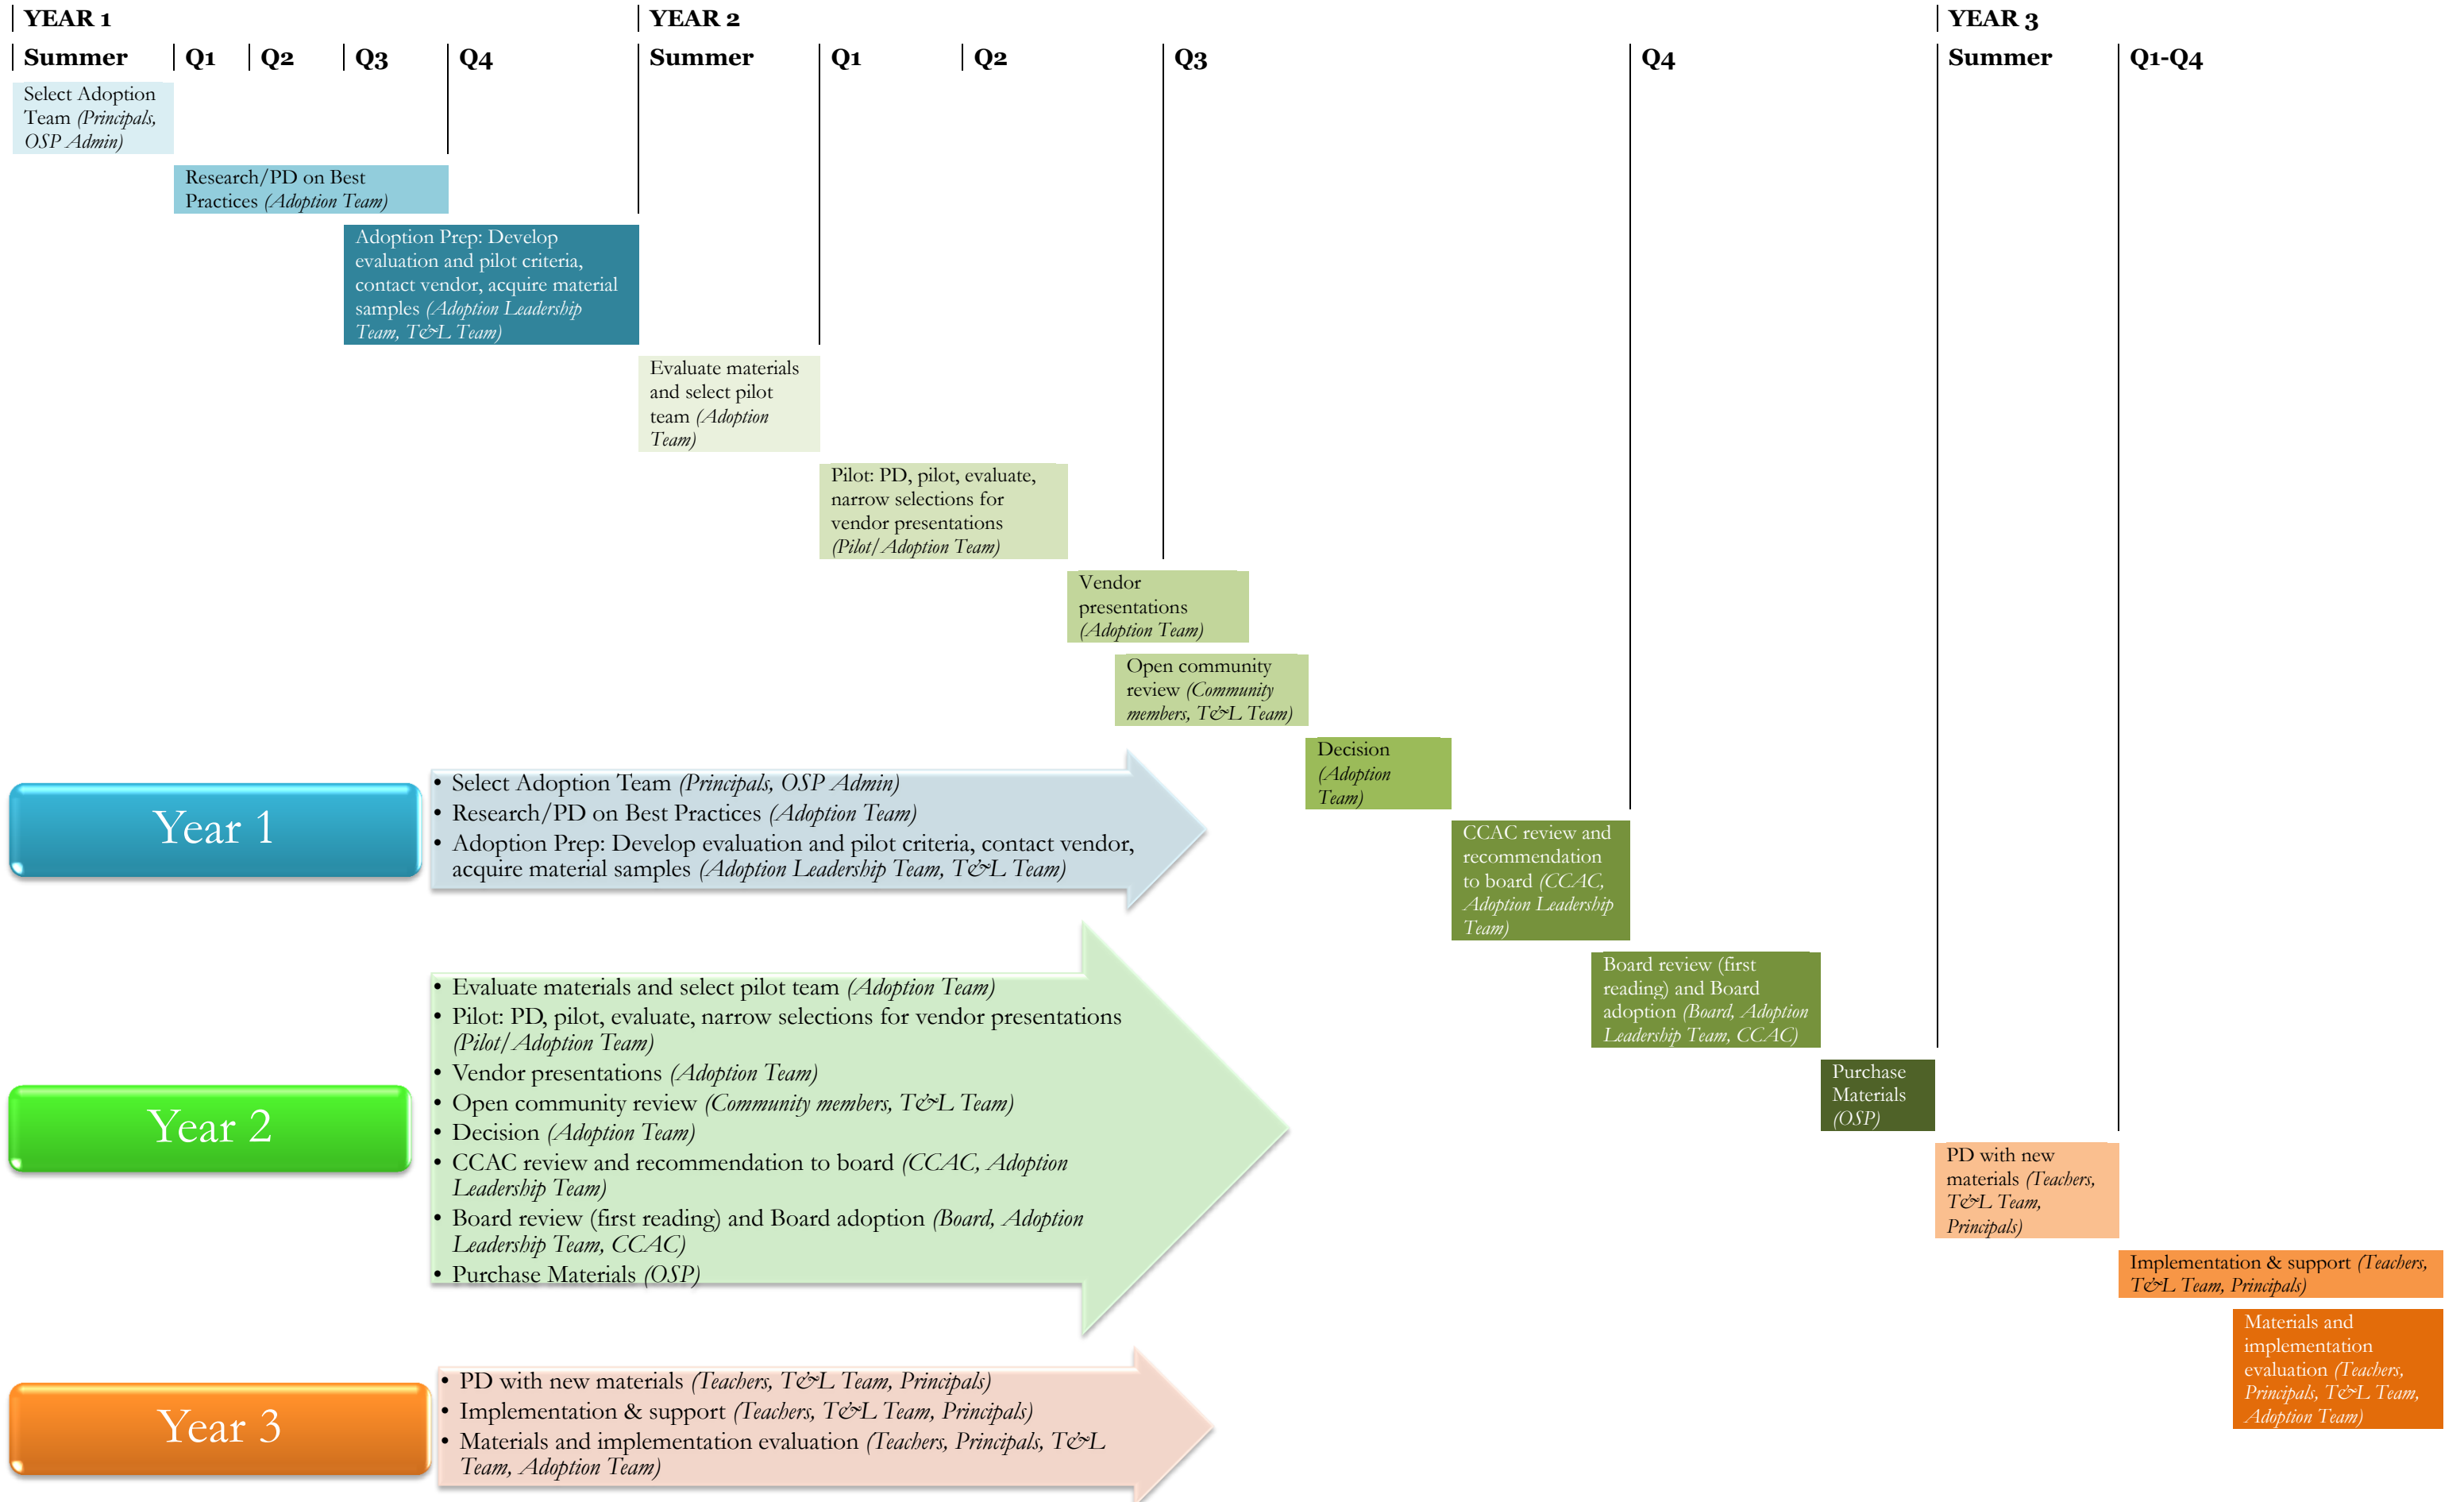 YEAR 1
YEAR 2
YEAR 3
Summer
Q1
Q2
Q3
Q4
Summer
Q1
Q2
Q3
Q4
Summer
Q1-Q4
Select Adoption
Team (Principals,
OSP Admin)
Research/PD on Best
Practices (Adoption Team)
Adoption Prep: Develop
evaluation and pilot criteria,
contact vendor, acquire material
samples (Adoption Leadership
Team, T&L Team)
Evaluate materials
and select pilot
team (Adoption
Team)
Pilot: PD, pilot, evaluate,
narrow selections for
vendor presentations
(Pilot/Adoption Team)
Vendor
presentations
(Adoption Team)
Open community
review (Community
members, T&L Team)
Decision
(Adoption
Team)
CCAC review and
recommendation
to board (CCAC,
Adoption Leadership
Team)
Board review (first
reading) and Board
adoption (Board, Adoption
Leadership Team, CCAC)
Purchase
Materials
(OSP)
PD with new
materials (Teachers,
T&L Team,
Principals)
Implementation & support (Teachers,
T&L Team, Principals)
Materials and
implementation
evaluation (Teachers,
Principals, T&L Team,
Adoption Team)
Year 1
• Select Adoption Team (Principals, OSP Admin)
• Research/PD on Best Practices (Adoption Team)
• Adoption Prep: Develop evaluation and pilot criteria, contact vendor,
acquire material samples (Adoption Leadership Team, T&L Team)
Year 2
• Evaluate materials and select pilot team (Adoption Team)
• Pilot: PD, pilot, evaluate, narrow selections for vendor presentations
(Pilot/Adoption Team)
• Vendor presentations (Adoption Team)
• Open community review (Community members, T&L Team)
• Decision (Adoption Team)
• CCAC review and recommendation to board (CCAC, Adoption
Leadership Team)
• Board review (first reading) and Board adoption (Board, Adoption
Leadership Team, CCAC)
• Purchase Materials (OSP)
Year 3
• PD with new materials (Teachers, T&L Team, Principals)
• Implementation & support (Teachers, T&L Team, Principals)
• Materials and implementation evaluation (Teachers, Principals, T&L
Team, Adoption Team)